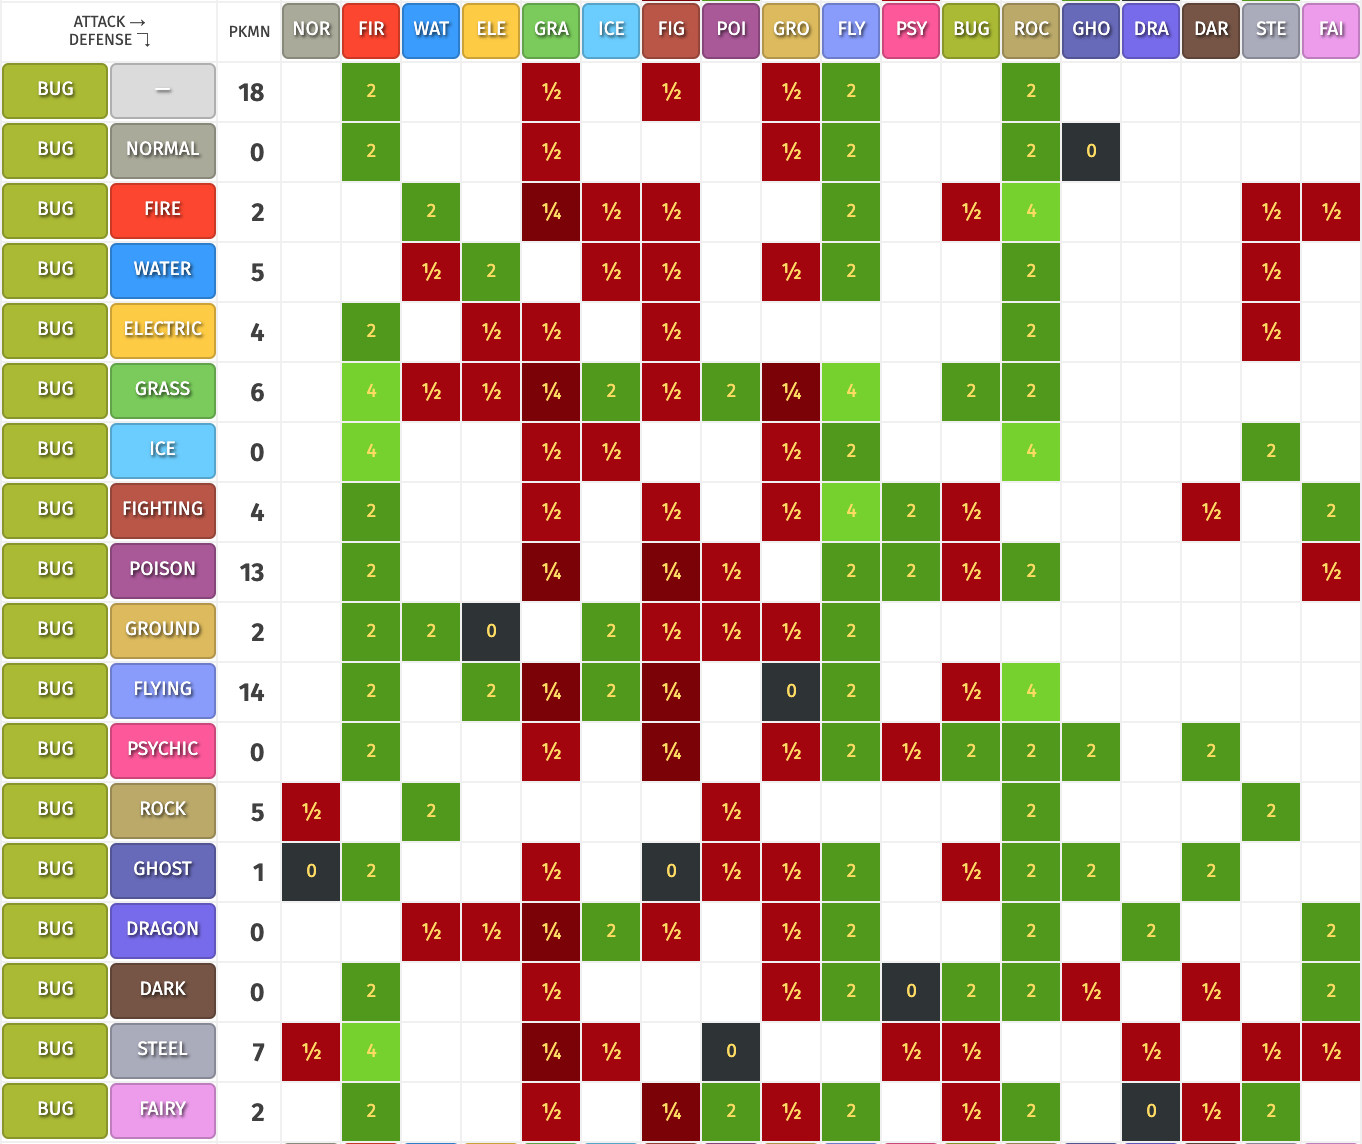 ATTACK →
DEFENSE ↴
PKMN NOR FIR WAT ELE GRA ICE FIG POI GRO FLY PSY BUG ROC GHO DRA DAR STE FAI
BUG — 18 2 ½ ½ ½ 2 2
BUG NORMAL 0 2 ½ ½ 2 2 0
BUG FIRE 2 2 ¼ ½ ½ 2 ½ 4 ½ ½
BUG WATER 5 ½ 2 ½ ½ ½ 2 2 ½
BUG ELECTRIC 4 2 ½ ½ ½ 2 ½
BUG GRASS 6 4 ½ ½ ¼ 2 ½ 2 ¼ 4 2 2
BUG ICE 0 4 ½ ½ ½ 2 4 2
BUG FIGHTING 4 2 ½ ½ ½ 4 2 ½ ½ 2
BUG POISON 13 2 ¼ ¼ ½ 2 2 ½ 2 ½
BUG GROUND 2 2 2 0 2 ½ ½ ½ 2
BUG FLYING 14 2 2 ¼ 2 ¼ 0 2 ½ 4
BUG PSYCHIC 0 2 ½ ¼ ½ 2 ½ 2 2 2 2
BUG ROCK 5 ½ 2 ½ 2 2
BUG GHOST 1 0 2 ½ 0 ½ ½ 2 ½ 2 2 2
BUG DRAGON 0 ½ ½ ¼ 2 ½ ½ 2 2 2 2
BUG DARK 0 2 ½ ½ 2 0 2 2 ½ ½ 2
BUG STEEL 7 ½ 4 ¼ ½ 0 ½ ½ ½ ½ ½
BUG FAIRY 2 2 ½ ¼ 2 ½ 2 ½ 2 0 ½ 2